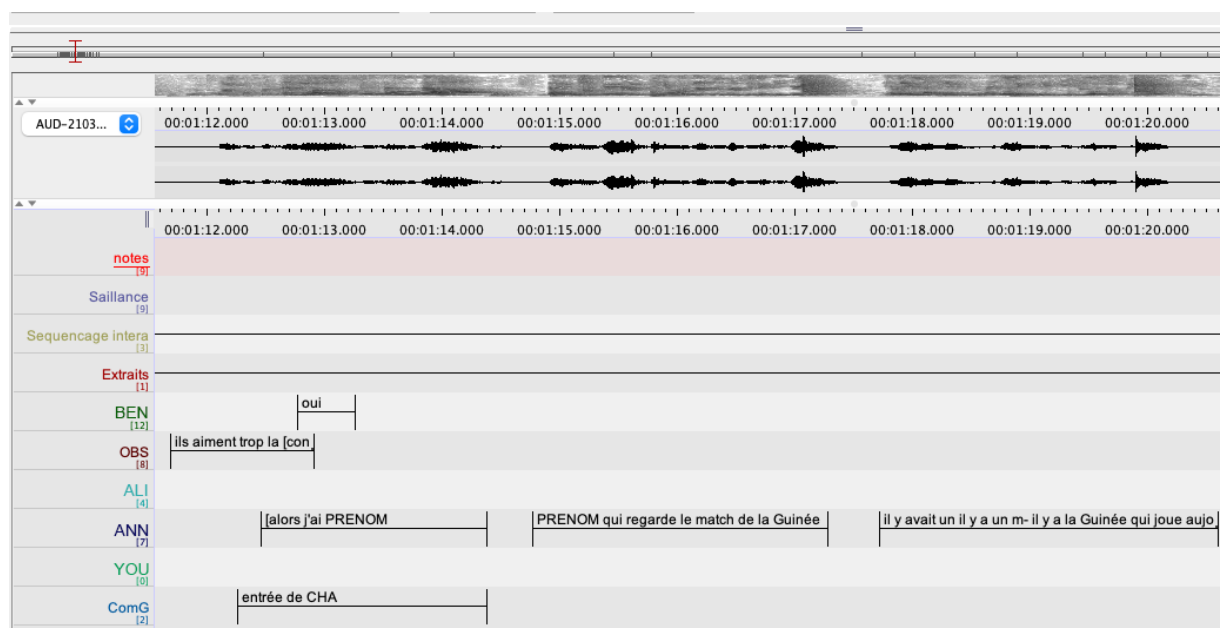 AUD-2103...
00:01:12.000 00:01:13.000 00:01:14.000 00:01:15.000 00:01:16.000 00:01:17.000 00:01:18.000 00:01:19.000 00:01:20.000
00:01:12.000 00:01:13.000 00:01:14.000 00:01:15.000 00:01:16.000 00:01:17.000 00:01:18.000 00:01:19.000 00:01:20.000
notes
[9]
Saillance
[9]
Sequencage intera
[3]
Extraits
[1]
BEN oui
[12]
OBS ils aiment trop la [con
[8]
ALI
[4]
ANN [alors j'ai PRENOM PRENOM qui regarde le match de la Guinée il y avait un il y a un m- il y a la Guinée qui joue aujo
[7]
YOU
[0]
ComG entrée de CHA
[2]